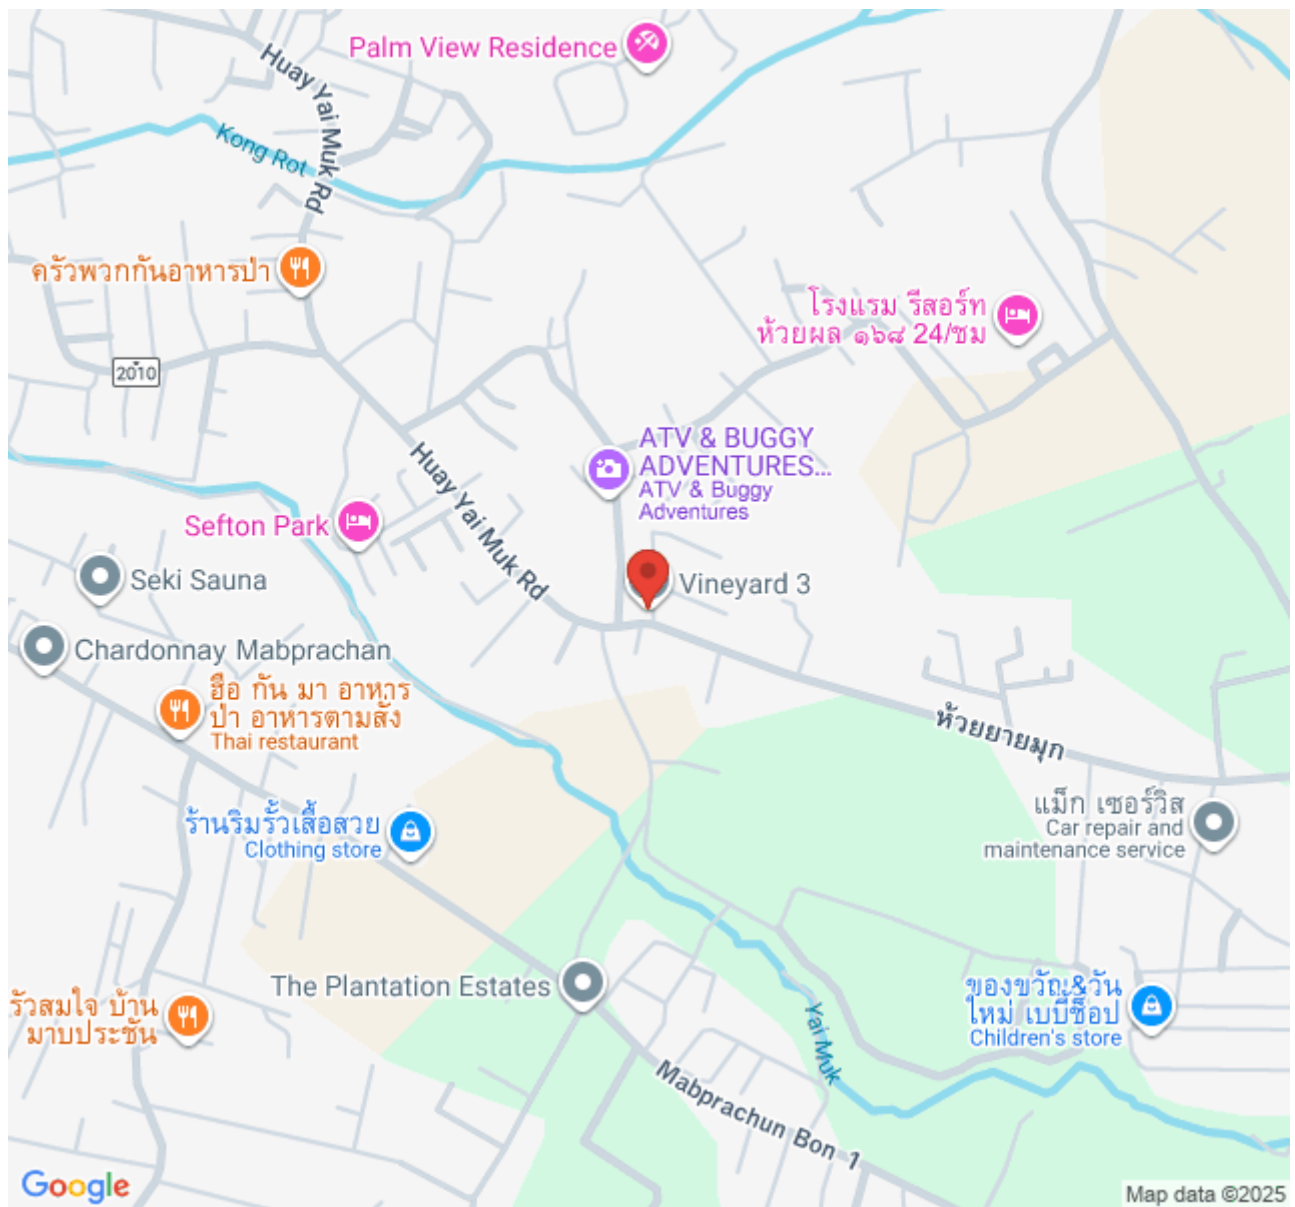 Palm View Residence
Huay Yai Muk Rd
Kong Rot
ครัวพวกกันอาหารป่า
โรงแรม รีสอร์ท
ห้วยผล ๑๖๘ 24/ซม
2010
ATV & BUGGY
ADVENTURES...
ATV & Buggy
Adventures
Huay Yai Muk Rd
Sefton Park
Seki Sauna
Vineyard 3
Chardonnay Mabprachan
ฮือ กัน มา อาหาร
ป่า อาหารตามสั่ง
Thai restaurant
ห้วยยายมุก
แม็ก เซอร์วิส
Car repair and
maintenance service
ร้านริมรั้วเสื้อสวย
Clothing store
The Plantation Estates
ของขวัญ&วัน
ใหม่ เบบี้ช็อป
Children's store
รัวสมใจ บ้าน
มาบประชัน
Yai Muk
Mabprachun Bon 1
Google
Map data ©2025